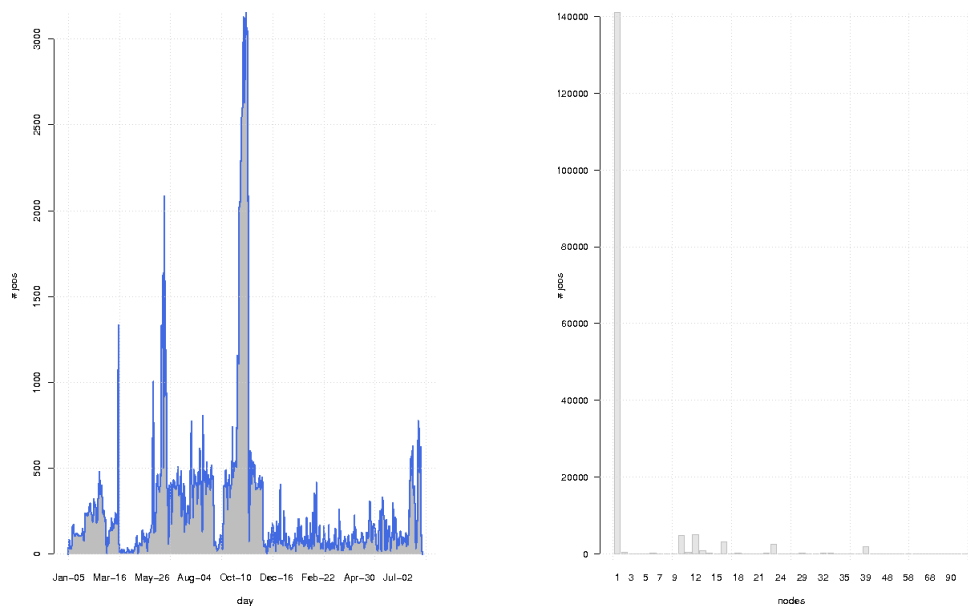 3000
2500
2000
1500
1000
500
0
# jobs
Jan-05 Mar-16 May-26 Aug-04 Oct-10 Dec-16 Feb-22 Apr-30 Jul-02
day
140000
120000
100000
80000
60000
40000
20000
0
# jobs
1 3 5 7 9 12 15 18 21 24 29 32 35 39 48 58 68 90
nodes